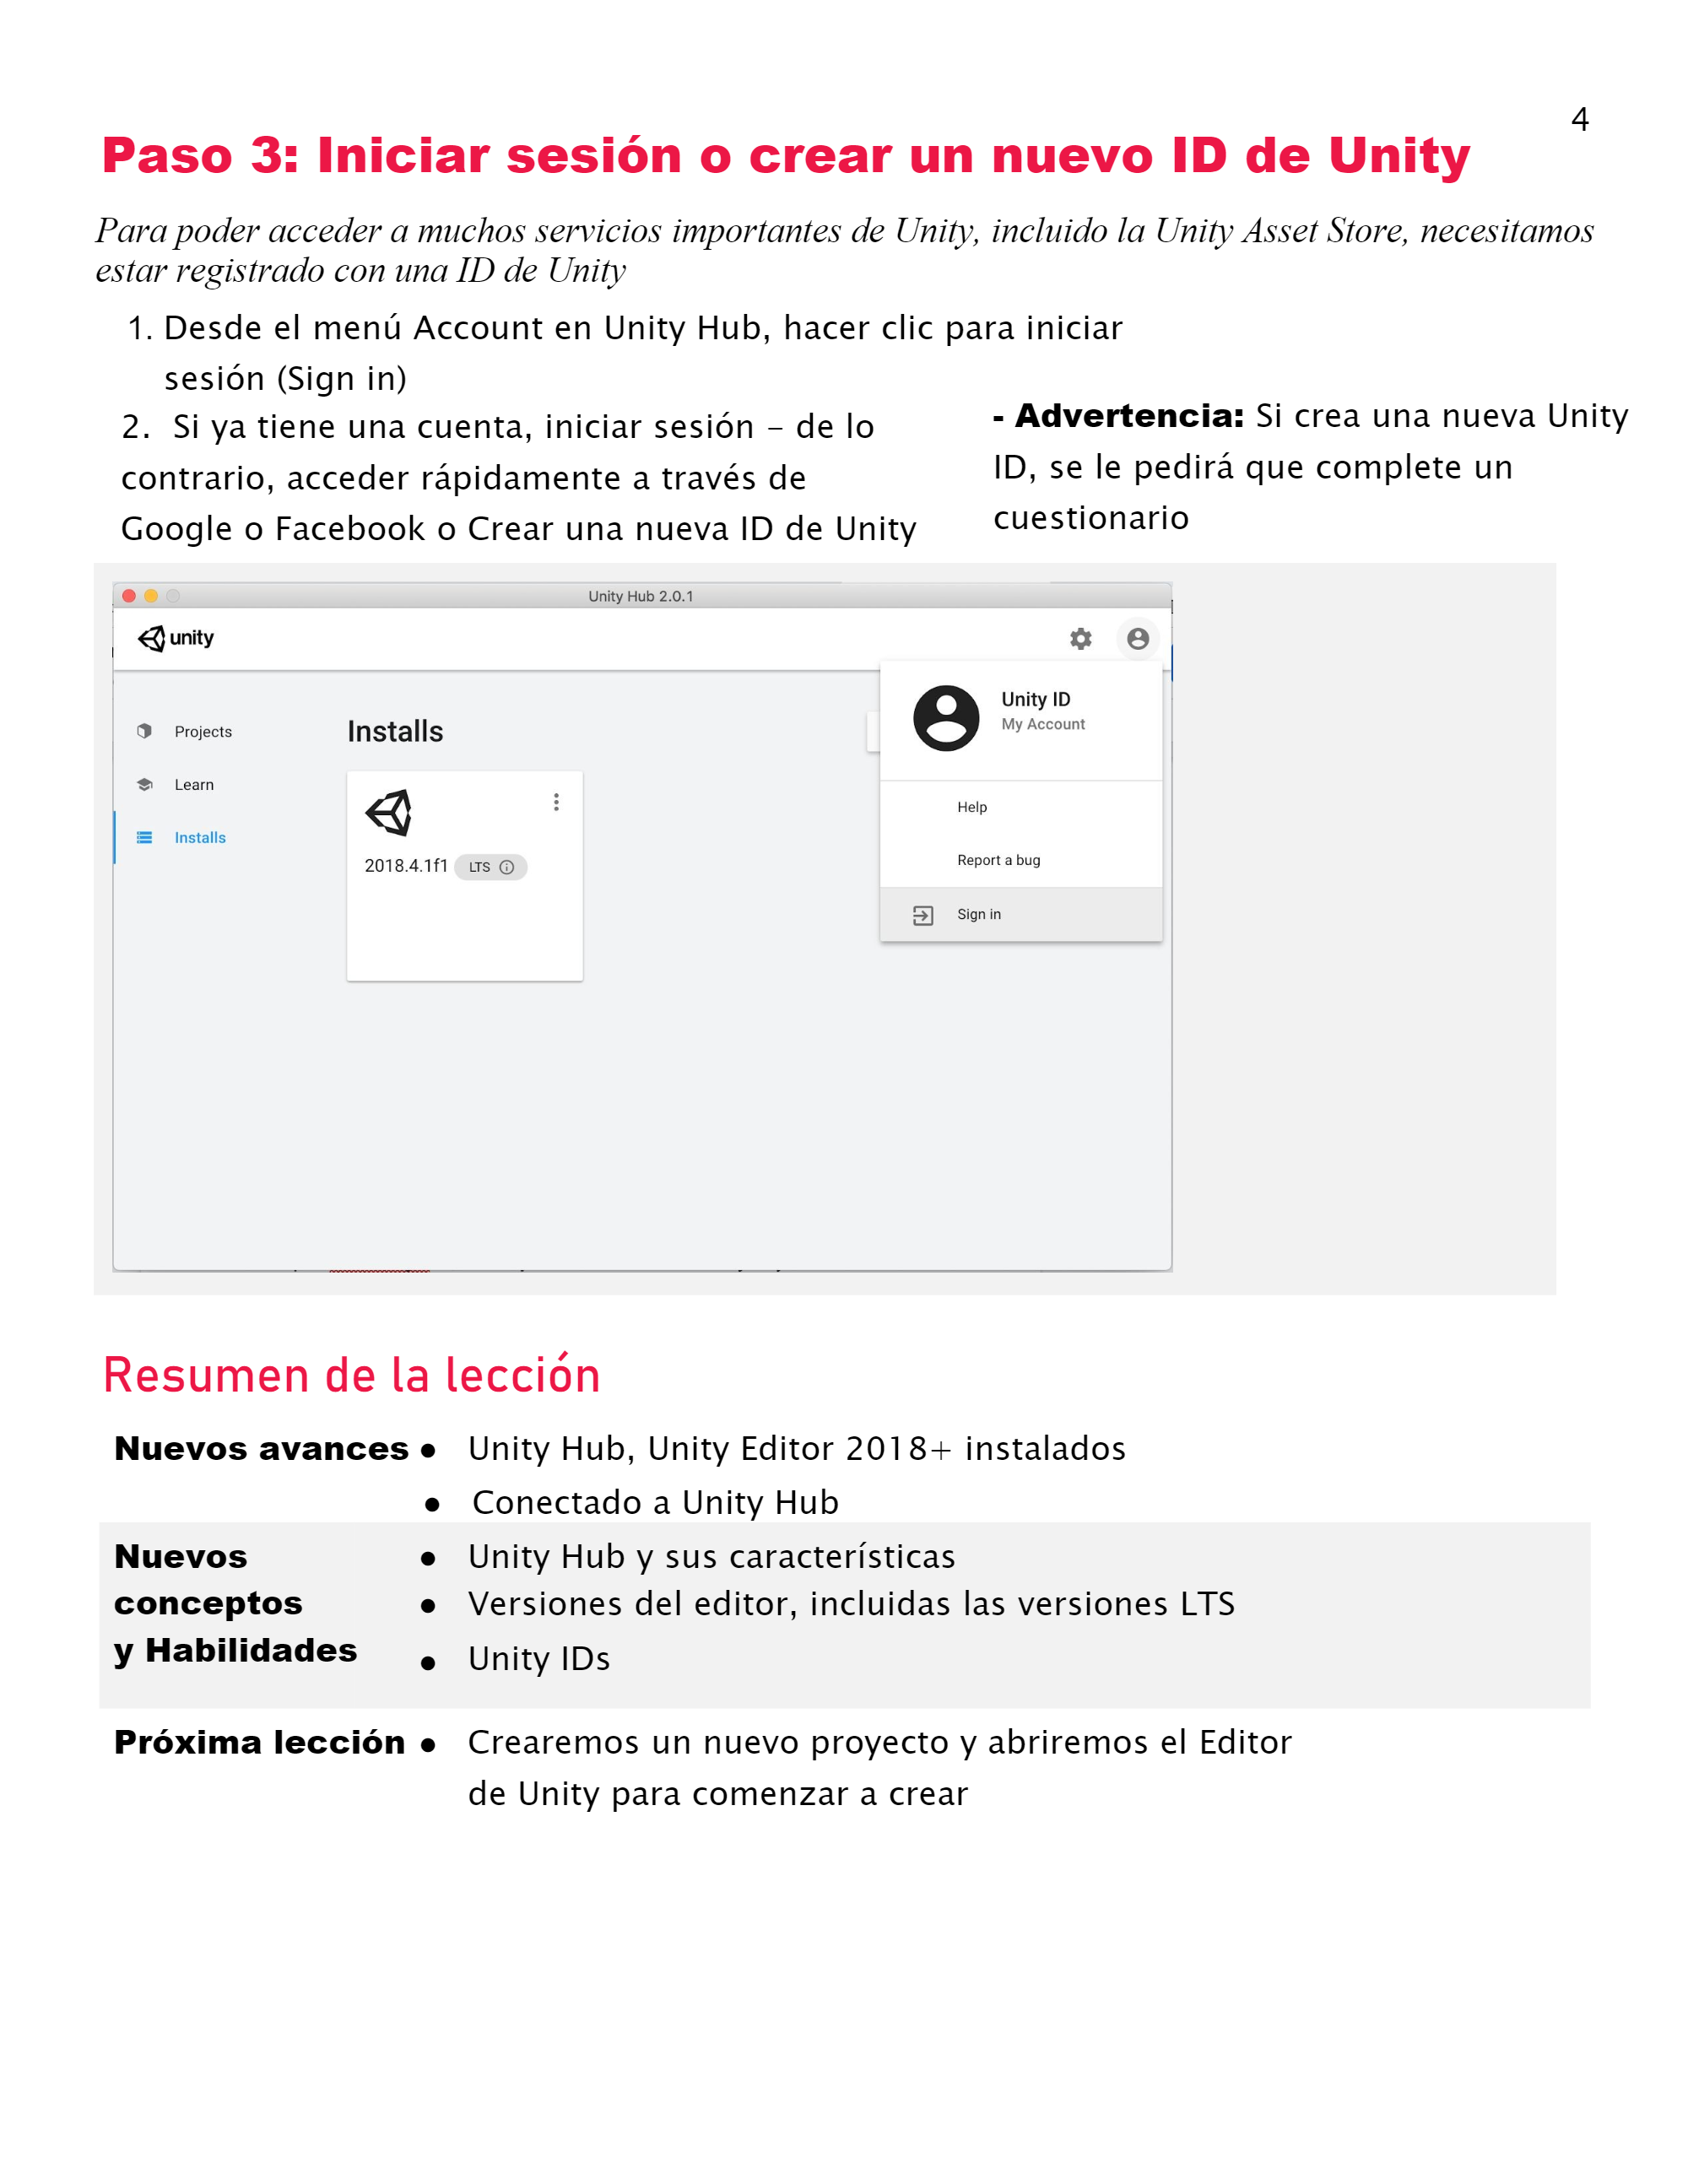 4
Paso 3: Iniciar sesión o crear un nuevo ID de Unity
Para poder acceder a muchos servicios importantes de Unity, incluido la Unity Asset Store, necesitamos
estar registrado con una ID de Unity
1. Desde el menú Account en Unity Hub, hacer clic para iniciar
sesión (Sign in)
2. Si ya tiene una cuenta, iniciar sesión – de lo
contrario, acceder rápidamente a través de
Google o Facebook o Crear una nueva ID de Unity
- Advertencia: Si crea una nueva Unity
ID, se le pedirá que complete un
cuestionario
Unity Hub 2.0.1
unity
Projects
Learn
Installs
Installs
2018.4.1f1 LTS
Unity ID
My Account
Help
Report a bug
Sign in
Resumen de la lección
Nuevos avances ● Unity Hub, Unity Editor 2018+ instalados
● Conectado a Unity Hub
Nuevos ● Unity Hub y sus características
conceptos ● Versiones del editor, incluidas las versiones LTS
y Habilidades ● Unity IDs
Próxima lección ● Crearemos un nuevo proyecto y abriremos el Editor
de Unity para comenzar a crear